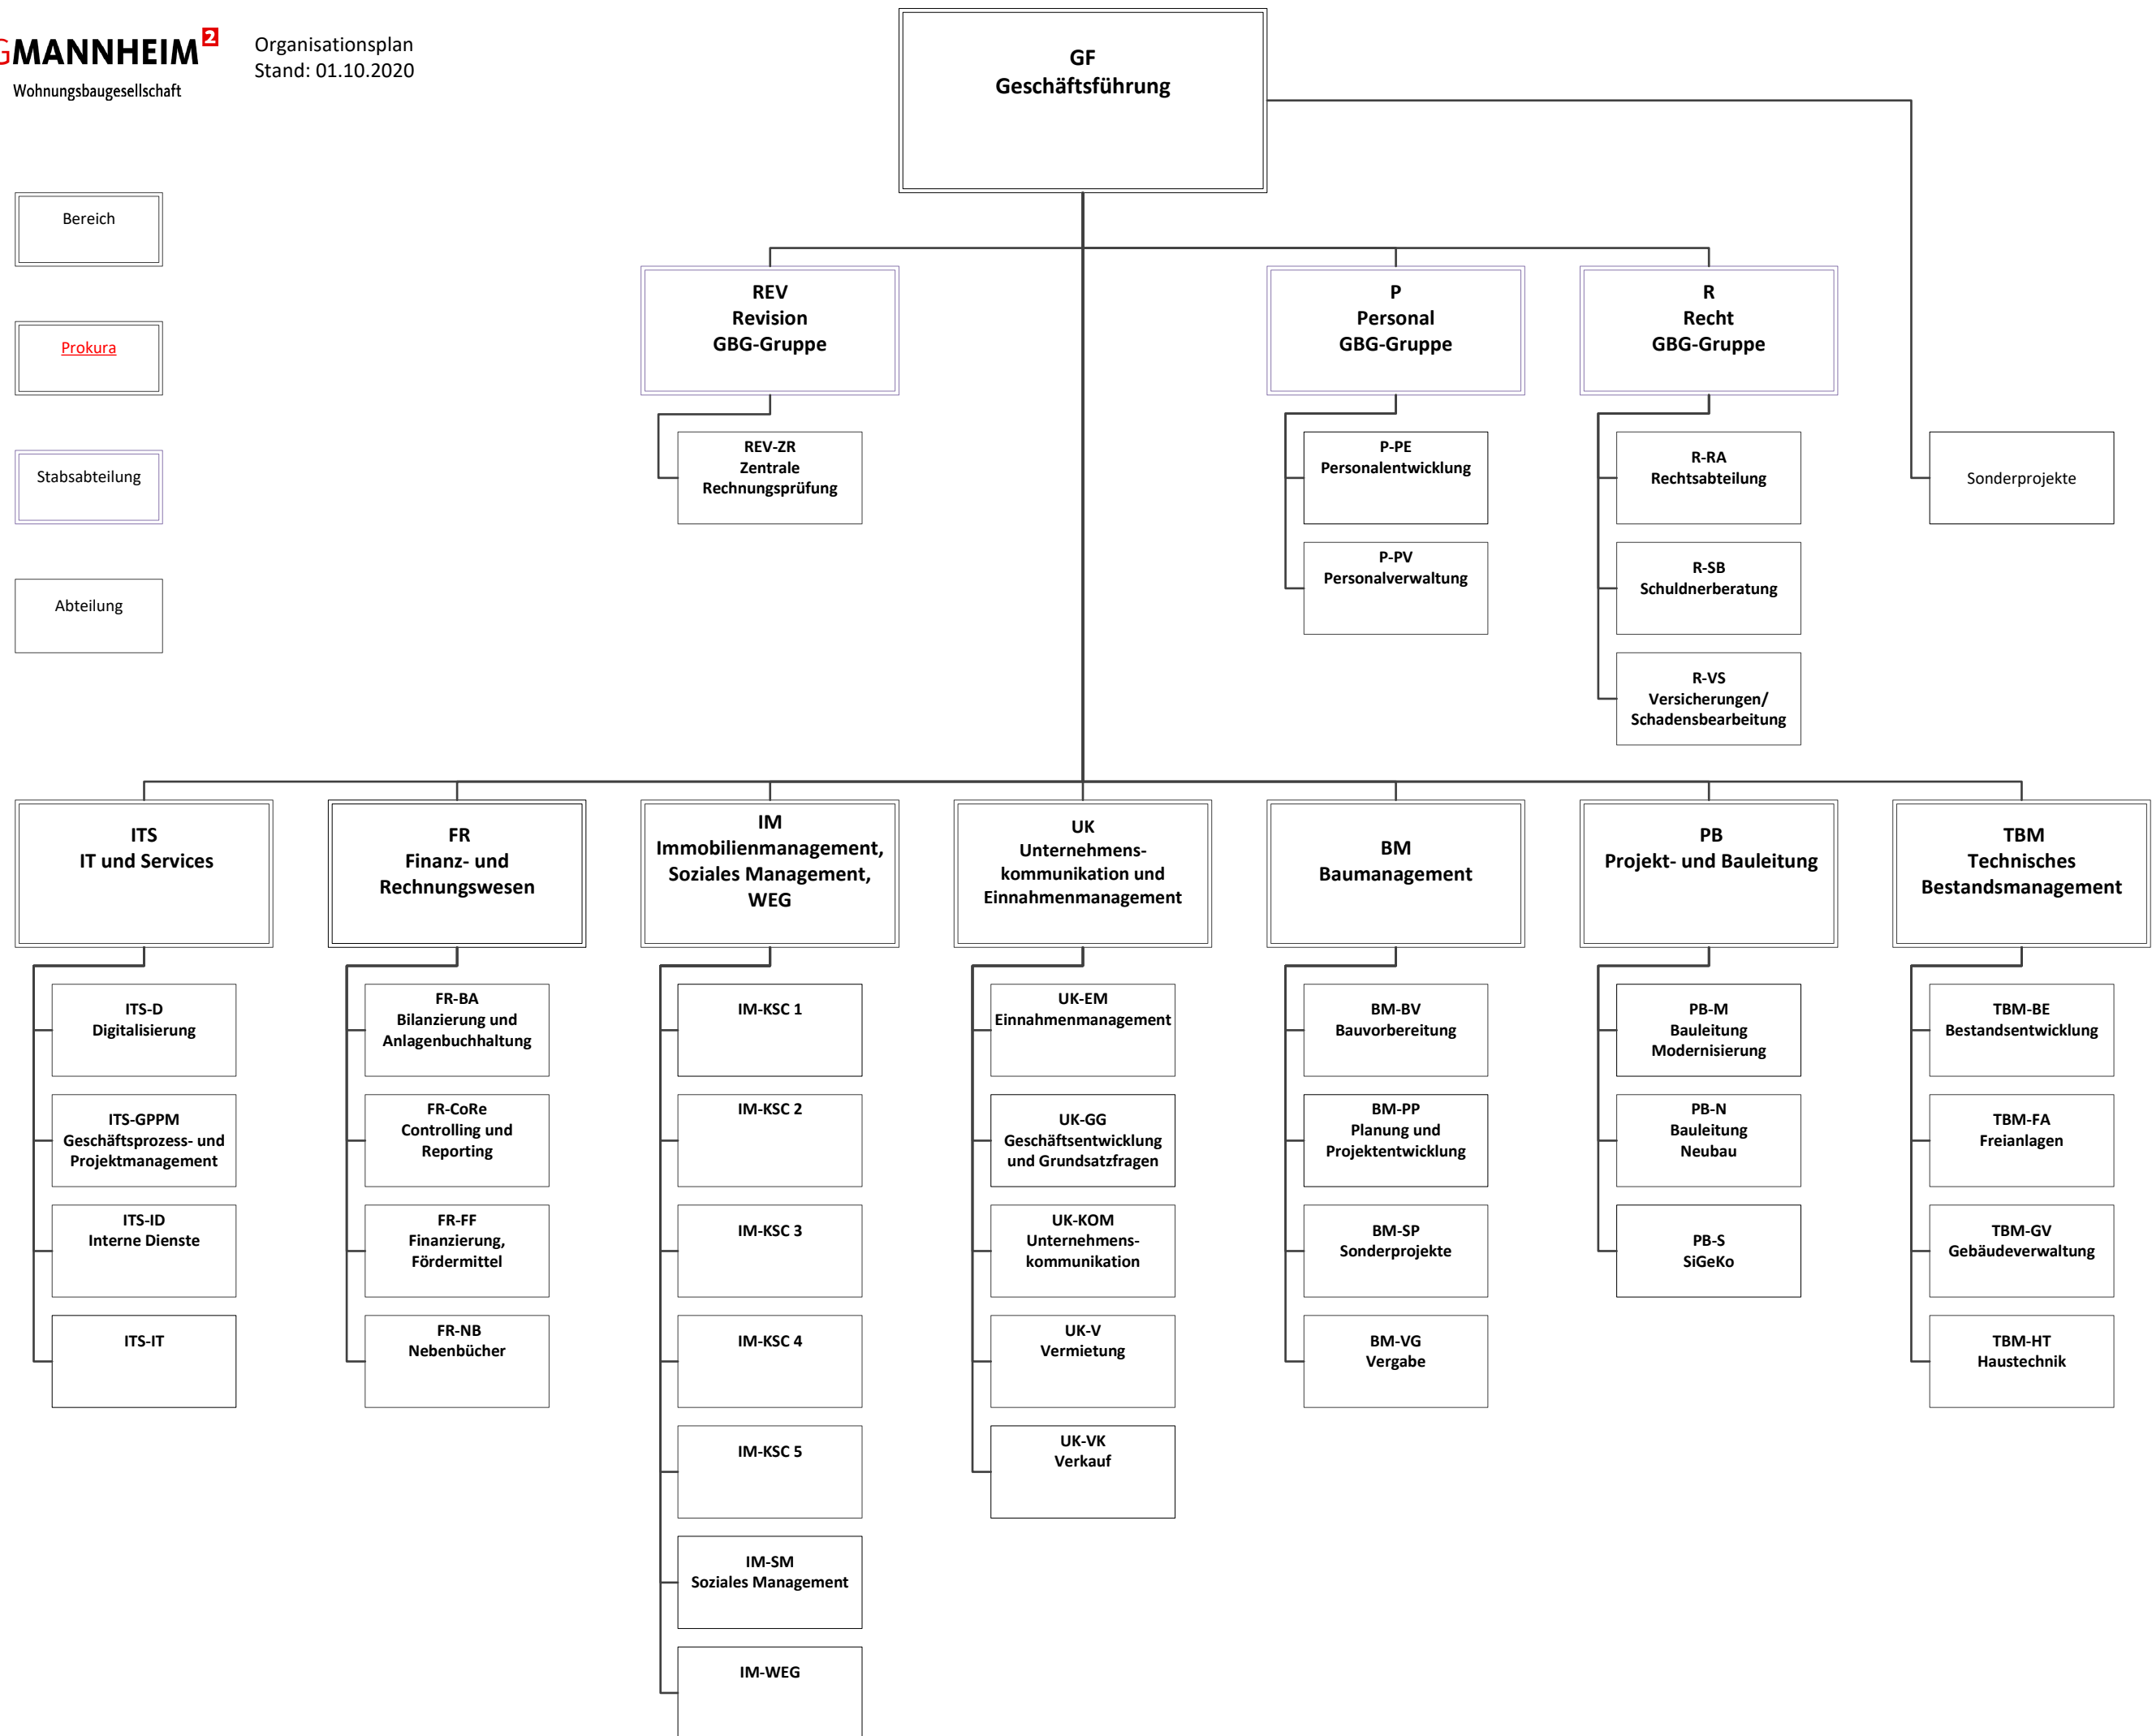 GMANNHEIM²
Wohnungsbaugesellschaft
Organisationsplan
Stand: 01.10.2020
GF
Geschäftsführung
Bereich
Prokura
Stabsabteilung
Abteilung
REV
Revision
GBG-Gruppe
P
Personal
GBG-Gruppe
R
Recht
GBG-Gruppe
REV-ZR
Zentrale
Rechnungsprüfung
P-PE
Personalentwicklung
P-PV
Personalverwaltung
R-RA
Rechtsabteilung
R-SB
Schuldnerberatung
R-VS
Versicherungen/
Schadensbearbeitung
Sonderprojekte
ITS
IT und Services
FR
Finanz- und
Rechnungswesen
IM
Immobilienmanagement,
Soziales Management,
WEG
UK
Unternehmens-
kommunikation und
Einnahmenmanagement
BM
Baumanagement
PB
Projekt- und Bauleitung
TBM
Technisches
Bestandsmanagement
ITS-D
Digitalisierung
ITS-GPPM
Geschäftsprozess- und
Projektmanagement
ITS-ID
Interne Dienste
ITS-IT
FR-BA
Bilanzierung und
Anlagenbuchhaltung
FR-CoRe
Controlling und
Reporting
FR-FF
Finanzierung,
Fördermittel
FR-NB
Nebenbücher
IM-KSC 1
IM-KSC 2
IM-KSC 3
IM-KSC 4
IM-KSC 5
IM-SM
Soziales Management
IM-WEG
UK-EM
Einnahmenmanagement
UK-GG
Geschäftsentwicklung
und Grundsatzfragen
UK-KOM
Unternehmens-
kommunikation
UK-V
Vermietung
UK-VK
Verkauf
BM-BV
Bauvorbereitung
BM-PP
Planung und
Projektentwicklung
BM-SP
Sonderprojekte
BM-VG
Vergabe
PB-M
Bauleitung
Modernisierung
PB-N
Bauleitung
Neubau
PB-S
SiGeKo
TBM-BE
Bestandsentwicklung
TBM-FA
Freianlagen
TBM-GV
Gebäudeverwaltung
TBM-HT
Haustechnik